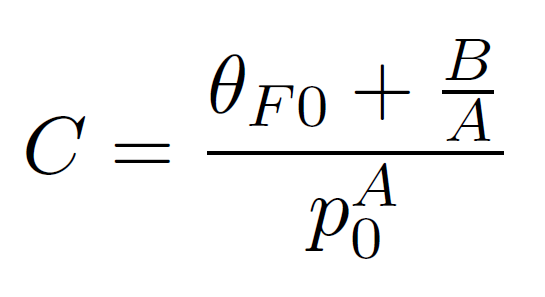 C = \frac{\theta_{F0} + \frac{B}{A}}{p_0^A}